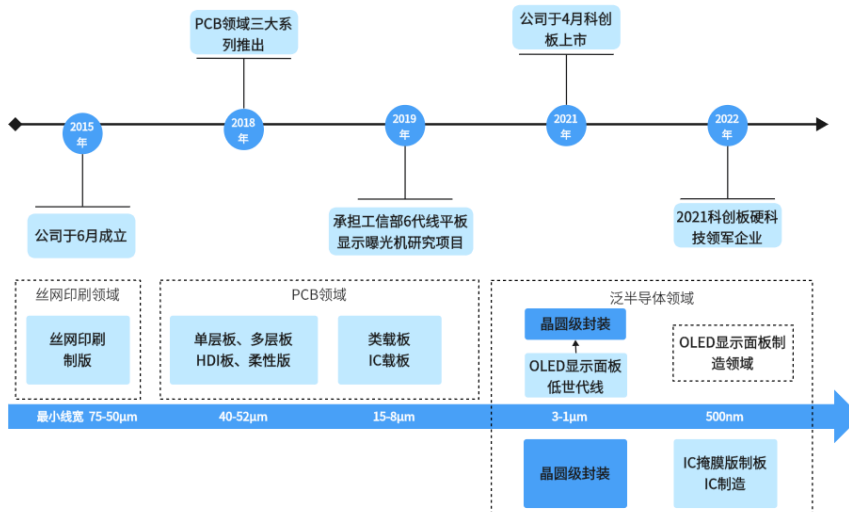 PCB领域三大系
列推出
公司于4月科创
板上市
2015
年
2018
年
2019
年
2021
年
2022
年
公司于6月成立
承担工信部6代线平板
显示曝光机研究项目
2021科创板硬科
技领军企业
丝网印刷领域
PCB领域
泛半导体领域
丝网印刷
制版
单层板、多层板
HDI板、柔性版
类载板
IC载板
晶圆级封装
OLED显示面板
低世代线
OLED显示面板制
造领域
最小线宽 75-50μm
40-52μm
15-8μm
3-1μm
500nm
晶圆级封装
IC掩膜版制板
IC制造